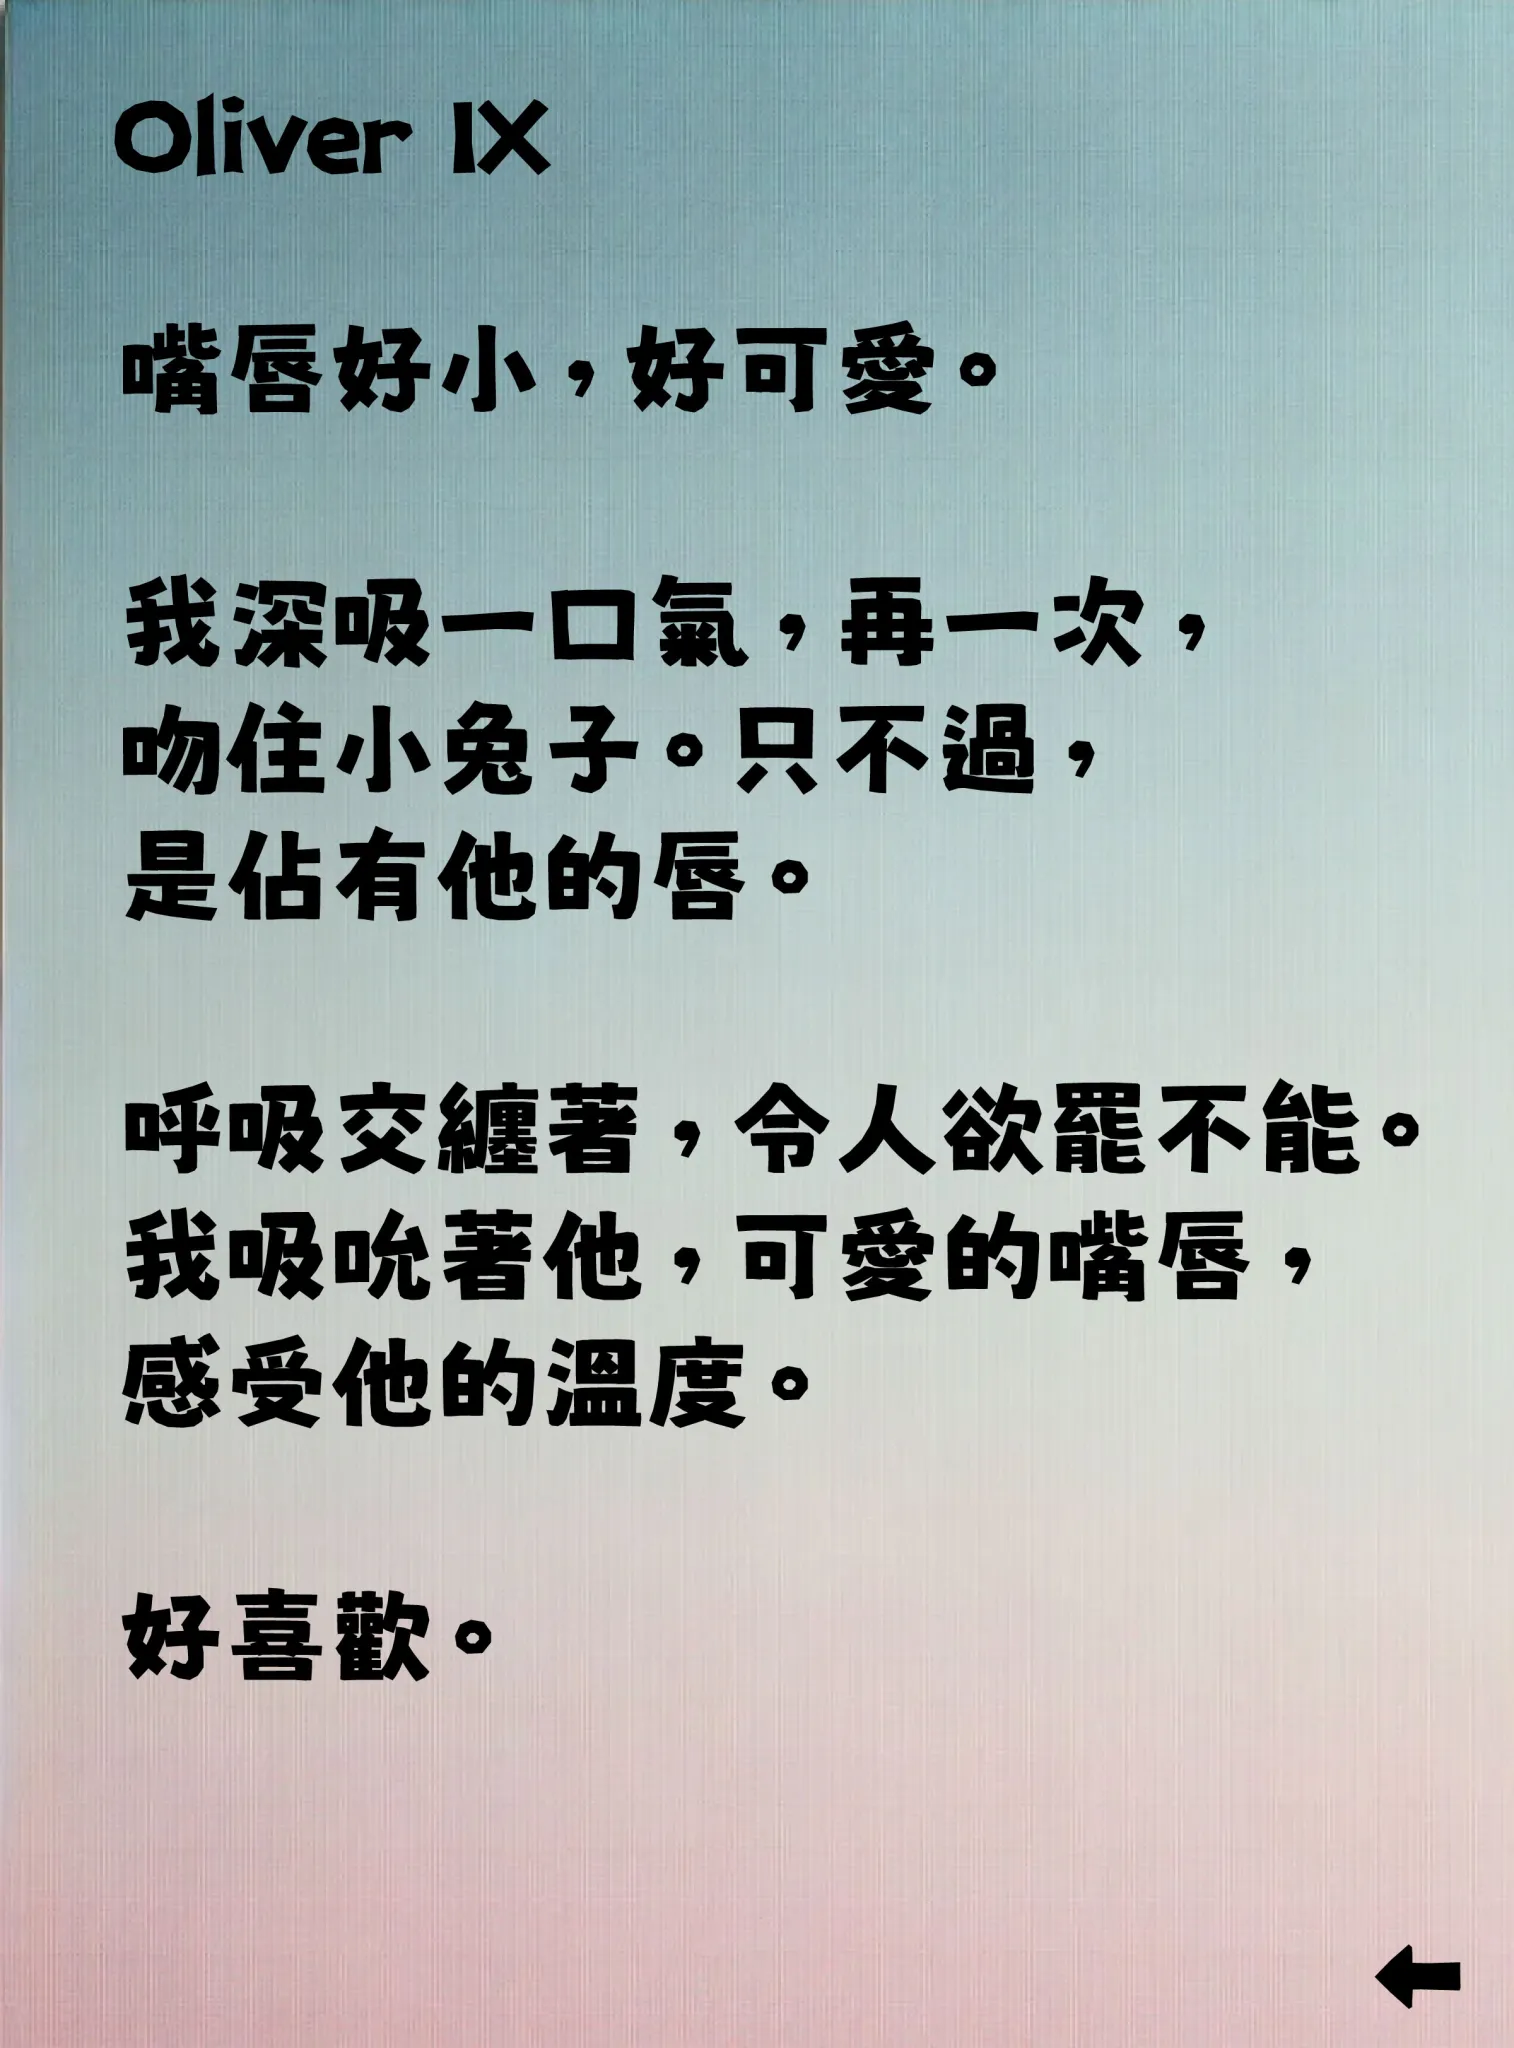 Oliver IX
嘴唇好小，好可愛。
我深吸一口氣，再一次，
吻住小兔子。只不過，
是佔有他的唇。
呼吸交纏著，令人欲罷不能。
我吸吮著他，可愛的嘴唇，
感受他的溫度。
好喜歡。